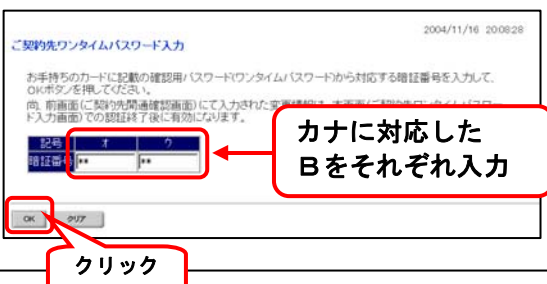 2004/11/16 20:08:28
ご契約先ワンタイムパスワード入力
お手持ちのカードに記載の確認用パスワード(ワンタイムパスワード)から対応する暗証番号を入力して、
OKボタンを押してください。
尚、前画面(ご契約先開通確認画面)にて入力された変更情報は、本画面(ご契約先ワンタイムパスワー
ド入力画面)での認証終了後に有効になります。
記号 オ ウ
暗証番号 ** **
カナに対応した
Bをそれぞれ入力
OK クリア
クリック